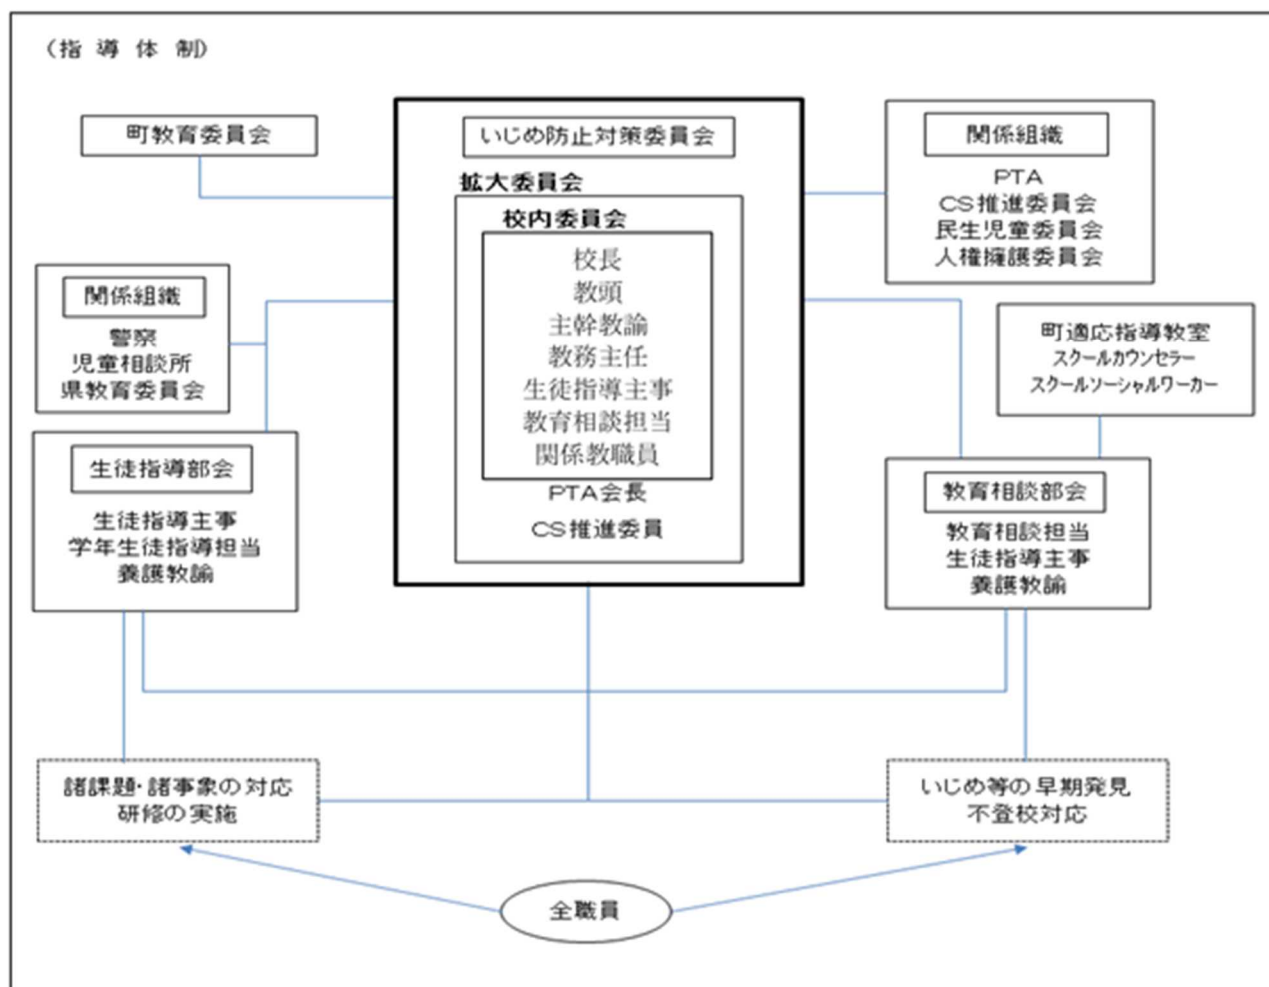 （指 導 体 制）
町教育委員会
いじめ防止対策委員会
拡大委員会
校内委員会
校長
教頭
主幹教諭
教務主任
生徒指導主事
教育相談担当
関係教職員
PTA会長
CS推進委員
関係組織
PTA
CS推進委員会
民生児童委員会
人権擁護委員会
関係組織
警察
児童相談所
県教育委員会
町適応指導教室
スクールカウンセラー
スクールソーシャルワーカー
生徒指導部会
生徒指導主事
学年生徒指導担当
養護教諭
教育相談部会
教育相談担当
生徒指導主事
養護教諭
諸課題・諸事象の対応
研修の実施
いじめ等の早期発見
不登校対応
全職員